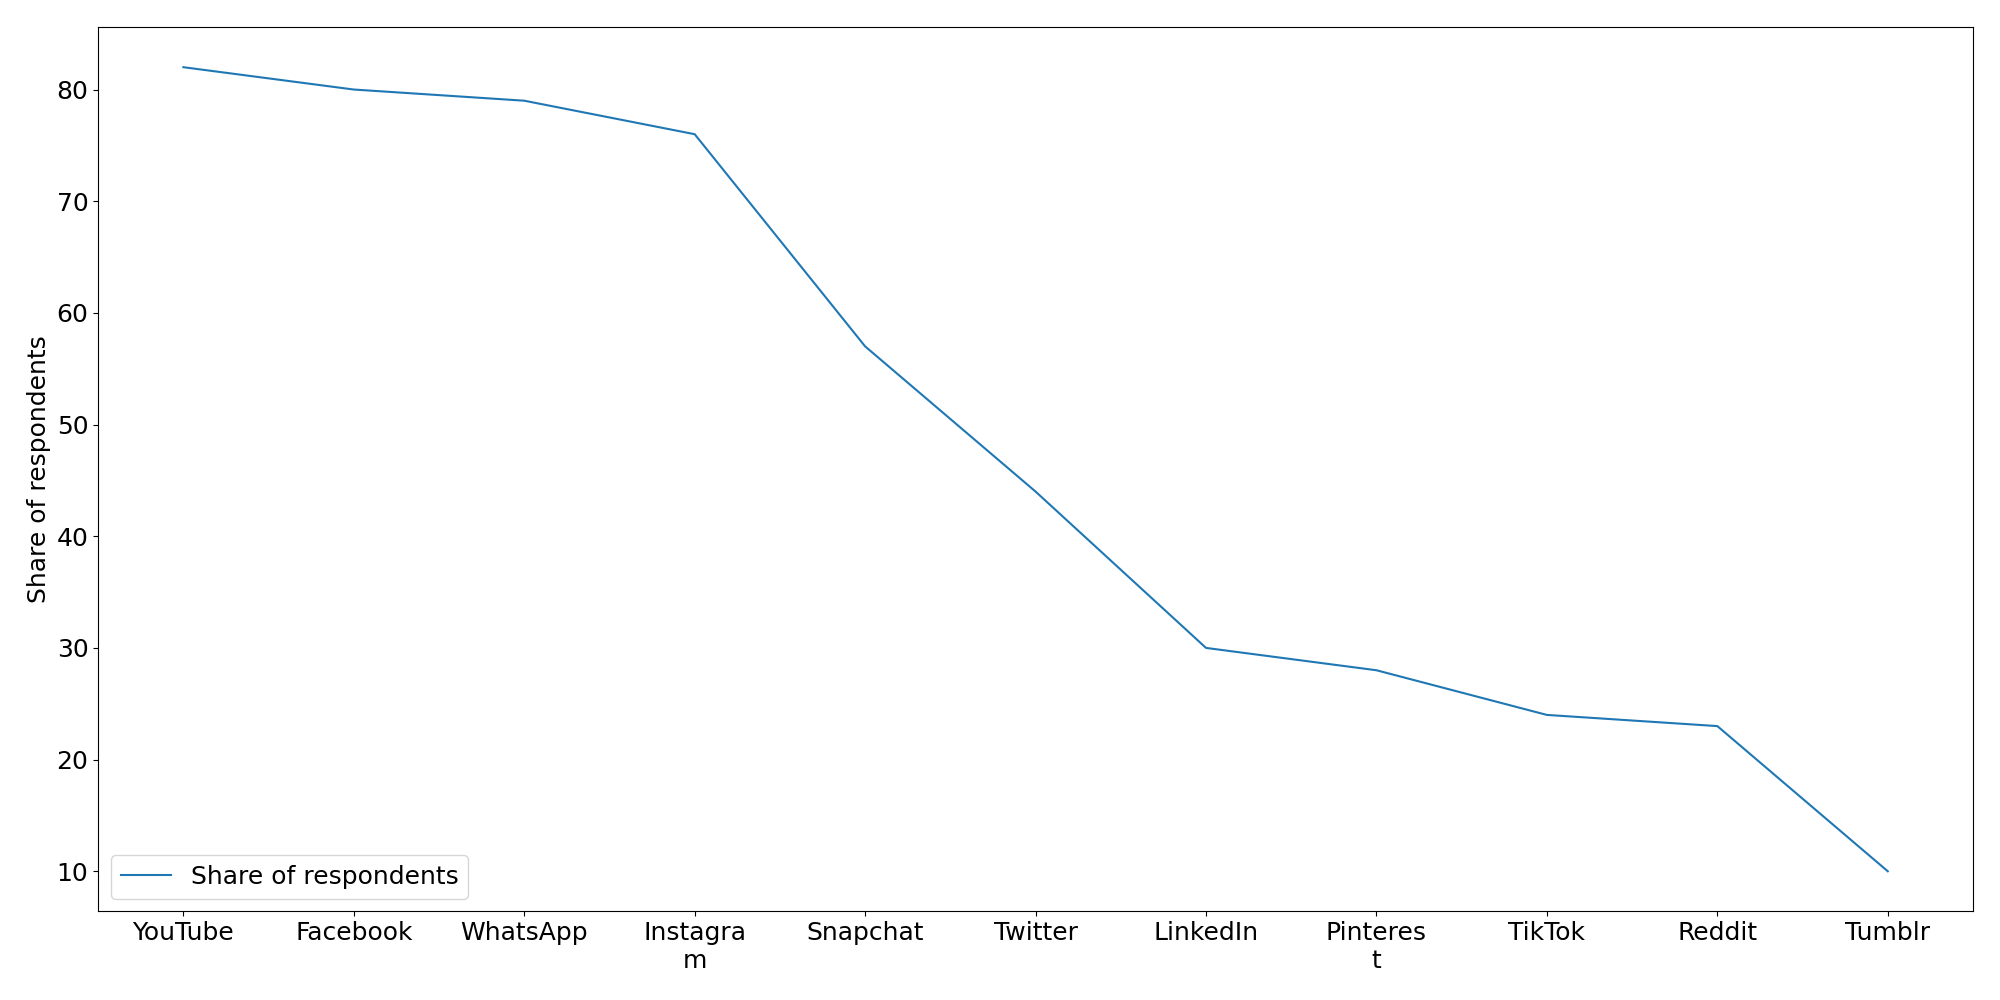 Share of respondents
80
70
60
50
40
30
20
10
Share of respondents
YouTube Facebook WhatsApp Instagra Snapchat Twitter LinkedIn Pinteres TikTok Reddit Tumblr
m t